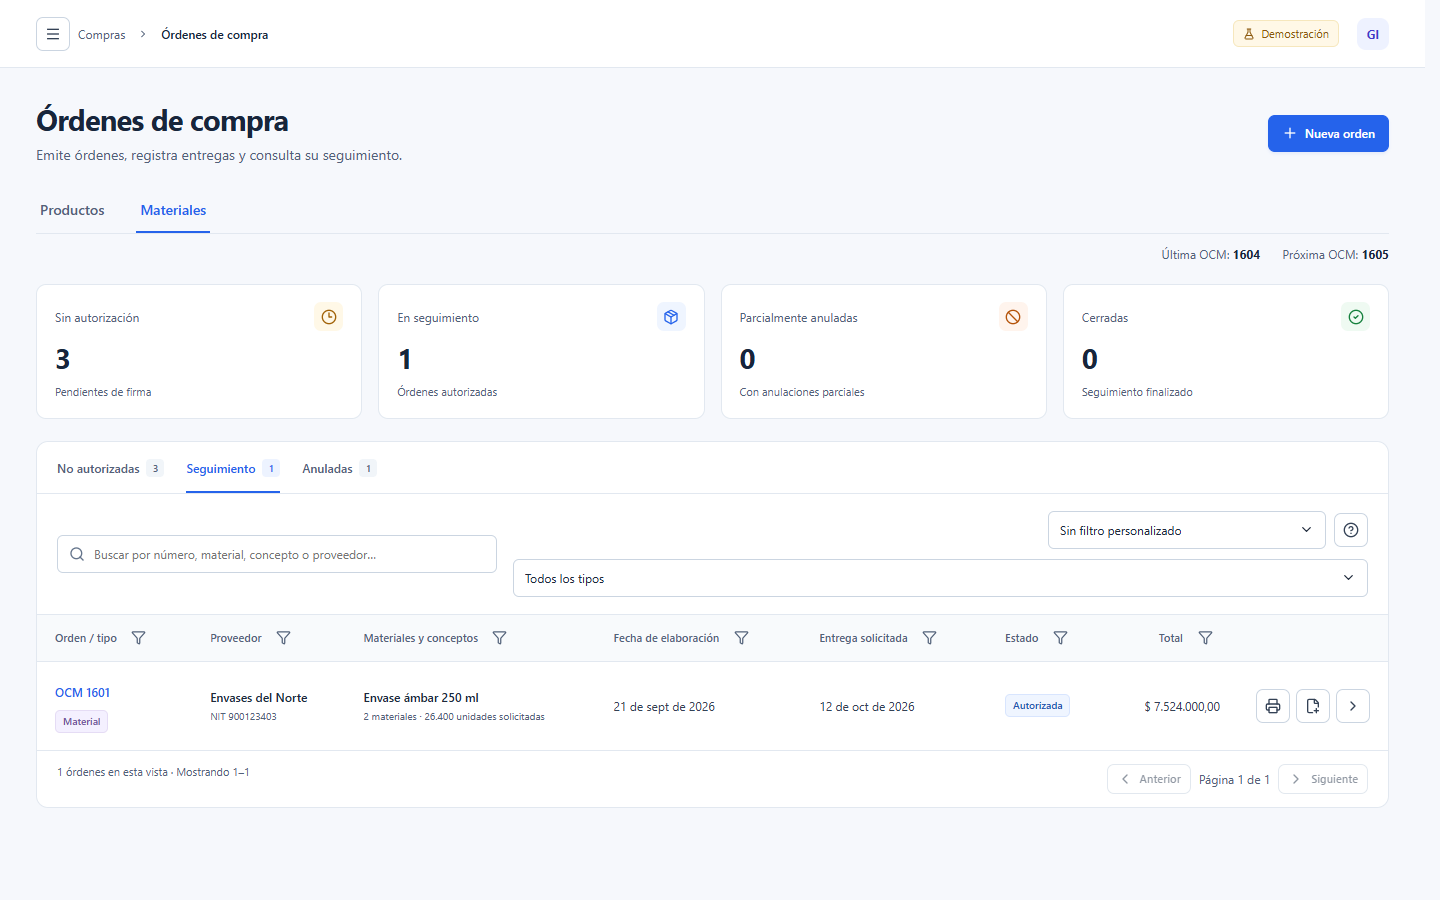 Compras
Órdenes de compra
Demostración
GI
Órdenes de compra
Emite órdenes, registra entregas y consulta su seguimiento.
Nueva orden
Productos
Materiales
Última OCM: 1604
Próxima OCM: 1605
Sin autorización
3
Pendientes de firma
En seguimiento
1
Órdenes autorizadas
Parcialmente anuladas
0
Con anulaciones parciales
Cerradas
0
Seguimiento finalizado
No autorizadas 3
Seguimiento 1
Anuladas 1
Sin filtro personalizado
Buscar por número, material, concepto o proveedor...
Todos los tipos
Orden / tipo
Proveedor
Materiales y conceptos
Fecha de elaboración
Entrega solicitada
Estado
Total
OCM 1601
Material
Envases del Norte
NIT 900123403
Envase ámbar 250 ml
2 materiales · 26.400 unidades solicitadas
21 de sept de 2026
12 de oct de 2026
Autorizada
$ 7.524.000,00
1 órdenes en esta vista · Mostrando 1–1
Anterior
Página 1 de 1
Siguiente